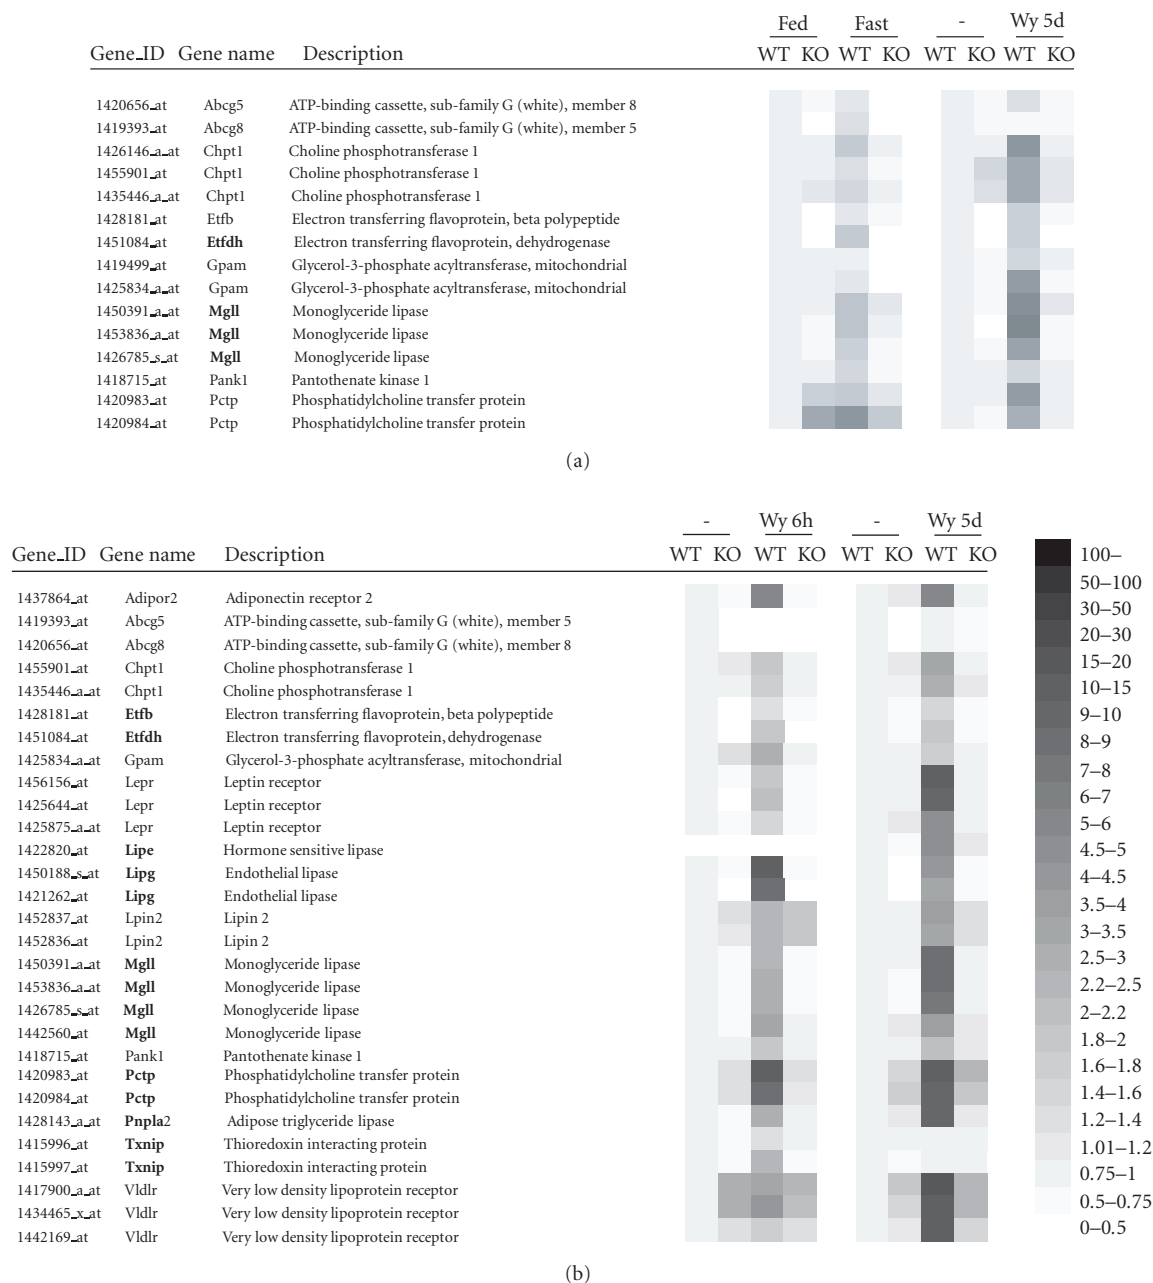 Fed Fast - Wy 5d
Gene_ID Gene name Description WT KO WT KO WT KO WT KO
1420656_at Abcg5 ATP-binding cassette, sub-family G (white), member 8
1419393_at Abcg8 ATP-binding cassette, sub-family G (white), member 5
1426146_a_at Chpt1 Choline phosphotransferase 1
1455901_at Chpt1 Choline phosphotransferase 1
1435446_a_at Chpt1 Choline phosphotransferase 1
1428181_at Etfb Electron transferring flavoprotein, beta polypeptide
1451084_at Etfdh Electron transferring flavoprotein, dehydrogenase
1419499_at Gpam Glycerol-3-phosphate acyltransferase, mitochondrial
1425834_a_at Gpam Glycerol-3-phosphate acyltransferase, mitochondrial
1450391_a_at Mgll Monoglyceride lipase
1453836_a_at Mgll Monoglyceride lipase
1426785_s_at Mgll Monoglyceride lipase
1418715_at Pank1 Pantothenate kinase 1
1420983_at Pctp Phosphatidylcholine transfer protein
1420984_at Pctp Phosphatidylcholine transfer protein
(a)
- Wy 6h - Wy 5d
Gene_ID Gene name Description WT KO WT KO WT KO WT KO
1437864_at Adipor2 Adiponectin receptor 2
1419393_at Abcg5 ATP-binding cassette, sub-family G (white), member 5
1420656_at Abcg8 ATP-binding cassette, sub-family G (white), member 8
1455901_at Chpt1 Choline phosphotransferase 1
1435446_a_at Chpt1 Choline phosphotransferase 1
1428181_at Etfb Electron transferring flavoprotein, beta polypeptide
1451084_at Etfdh Electron transferring flavoprotein, dehydrogenase
1425834_a_at Gpam Glycerol-3-phosphate acyltransferase, mitochondrial
1456156_at Lepr Leptin receptor
1425644_at Lepr Leptin receptor
1425875_a_at Lepr Leptin receptor
1422820_at Lipe Hormone sensitive lipase
1450188_s_at Lipg Endothelial lipase
1421262_at Lipg Endothelial lipase
1452837_at Lpin2 Lipin 2
1452836_at Lpin2 Lipin 2
1450391_a_at Mgll Monoglyceride lipase
1453836_a_at Mgll Monoglyceride lipase
1426785_s_at Mgll Monoglyceride lipase
1442560_at Mgll Monoglyceride lipase
1418715_at Pank1 Pantothenate kinase 1
1420983_at Pctp Phosphatidylcholine transfer protein
1420984_at Pctp Phosphatidylcholine transfer protein
1428143_a_at Pnpla2 Adipose triglyceride lipase
1415996_at Txnip Thioredoxin interacting protein
1415997_at Txnip Thioredoxin interacting protein
1417900_a_at Vldlr Very low density lipoprotein receptor
1434465_x_at Vldlr Very low density lipoprotein receptor
1442169_at Vldlr Very low density lipoprotein receptor
100–
50–100
30–50
20–30
15–20
10–15
9–10
8–9
7–8
6–7
5–6
4.5–5
4–4.5
3.5–4
3–3.5
2.5–3
2.2–2.5
2–2.2
1.8–2
1.6–1.8
1.4–1.6
1.2–1.4
1.01–1.2
0.75–1
0.5–0.75
0–0.5
(b)